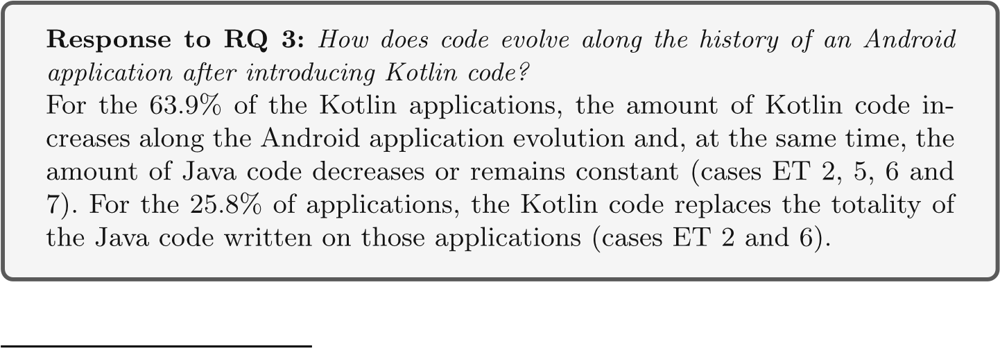 Response to RQ 3: How does code evolve along the history of an Android
application after introducing Kotlin code?
For the 63.9% of the Kotlin applications, the amount of Kotlin code in-
creases along the Android application evolution and, at the same time, the
amount of Java code decreases or remains constant (cases ET 2, 5, 6 and
7). For the 25.8% of applications, the Kotlin code replaces the totality of
the Java code written on those applications (cases ET 2 and 6).